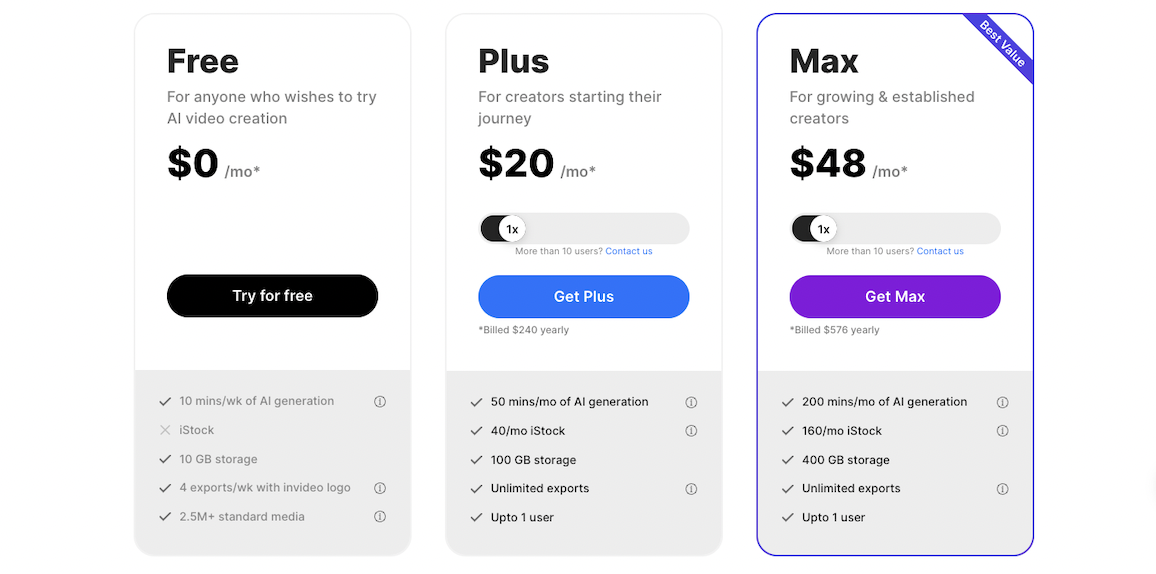 Free
For anyone who wishes to try
AI video creation
$0 /mo*
Try for free
10 mins/wk of AI generation
iStock
10 GB storage
4 exports/wk with invideo logo
2.5M+ standard media
Plus
For creators starting their
journey
$20 /mo*
1x
More than 10 users? Contact us
Get Plus
*Billed $240 yearly
50 mins/mo of AI generation
40/mo iStock
100 GB storage
Unlimited exports
Upto 1 user
Best Value
Max
For growing & established
creators
$48 /mo*
1x
More than 10 users? Contact us
Get Max
*Billed $576 yearly
200 mins/mo of AI generation
160/mo iStock
400 GB storage
Unlimited exports
Upto 1 user